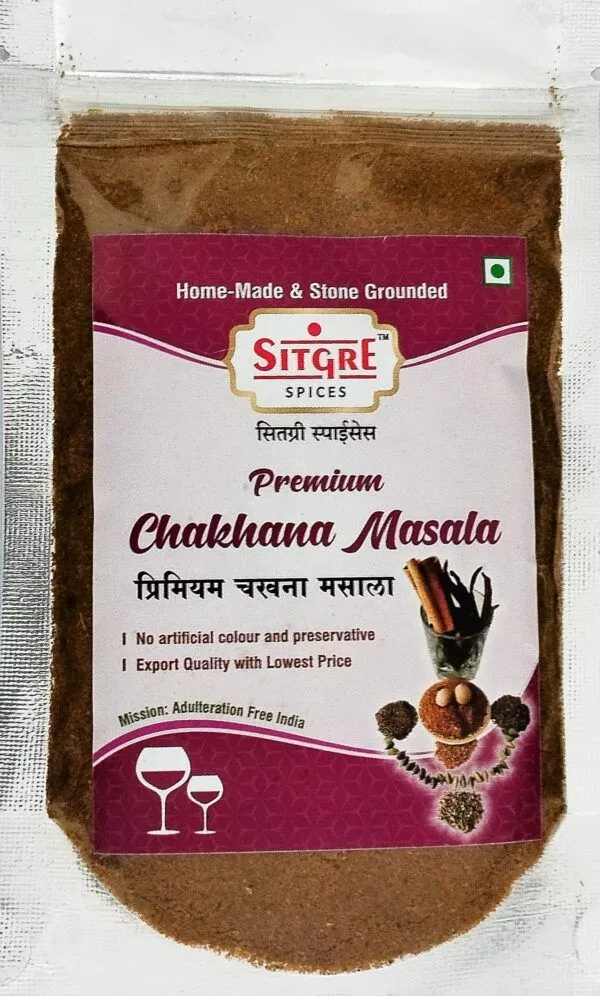 Home-Made & Stone Grounded
SITGRE™
SPICES
सितग्री स्पाईसेस
Premium
Chakhana Masala
प्रिमियम चखना मसाला
I No artificial colour and preservative
I Export Quality with Lowest Price
Mission: Adulteration Free India